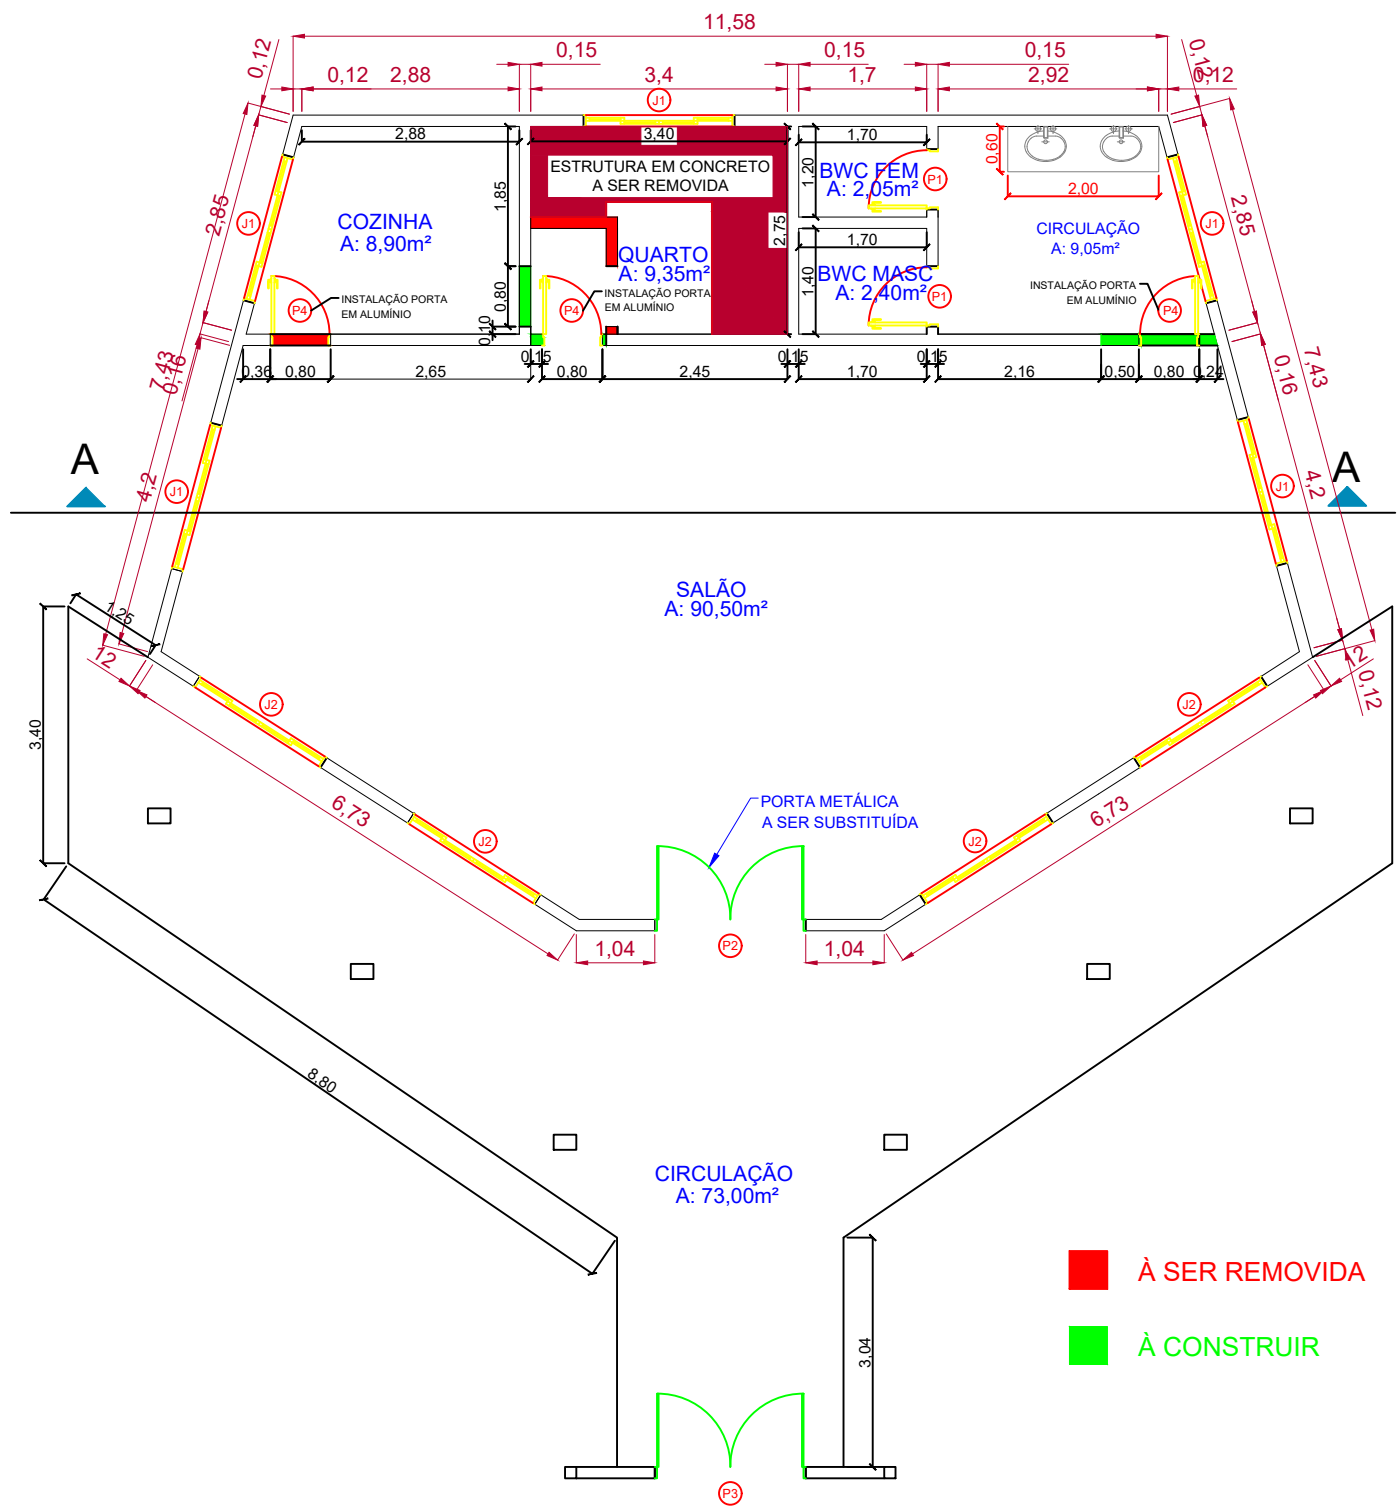 11,58
0,15
0,15
0,15
0,12
2,88
3,4
1,7
2,92
0,12
0,12
0,12
J1
2,88
3,40
1,70
0,60
2,00
ESTRUTURA EM CONCRETO
A SER REMOVIDA
1,85
1,20
BWC FEM
A: 2,05m²
P1
COZINHA
A: 8,90m²
2,85
J1
2,75
QUARTO
A: 9,35m²
1,70
BWC MASC
A: 2,40m²
1,40
P1
CIRCULAÇÃO
A: 9,05m²
J1
2,85
INSTALAÇÃO PORTA
EM ALUMÍNIO
P4
0,80
0,10
INSTALAÇÃO PORTA
EM ALUMÍNIO
P4
INSTALAÇÃO PORTA
EM ALUMÍNIO
P4
0,36
0,80
2,65
0,15
0,80
2,45
0,15
1,70
0,15
2,16
0,50
0,80
0,24
7,43
0,16
0,16
7,43
A
A
4,2
J1
J1
4,2
SALÃO
A: 90,50m²
1,25
12
12
0,12
3,40
J2
J2
6,73
6,73
PORTA METÁLICA
A SER SUBSTITUÍDA
J2
J2
1,04
P2
1,04
8,80
CIRCULAÇÃO
A: 73,00m²
À SER REMOVIDA
À CONSTRUIR
3,04
P3